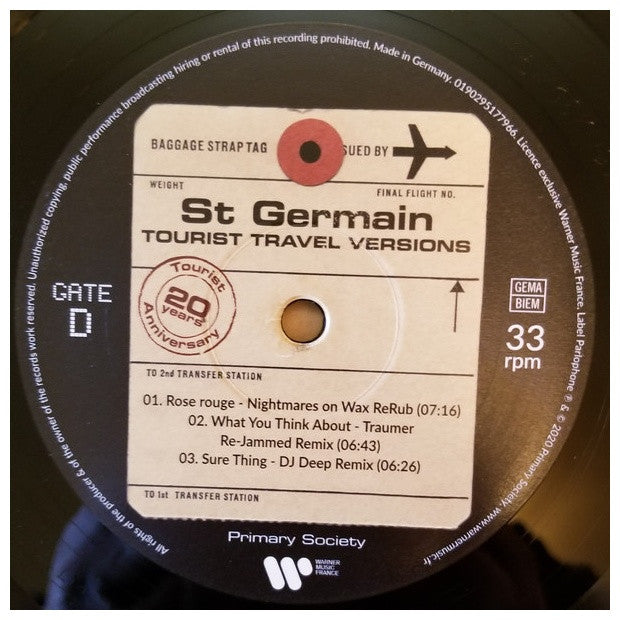 All rights of the producer & of the owner of the records work reserved. Unauthorized copying, public performance broadcasting hiring or rental of this recording prohibited. Made in Germany. 0190295177966. Licence exclusive Warner Music France. Label Parlophone ℗ & © 2020 Primary Society. www.warnermusic.fr
BAGGAGE STRAP TAG
SUED BY
WEIGHT
FINAL FLIGHT NO.
St Germain
TOURIST TRAVEL VERSIONS
GATE
D
Tourist
20
years
Anniversary
GEMA
BIEM
33
rpm
TO 2nd TRANSFER STATION
01. Rose rouge - Nightmares on Wax ReRub (07:16)
02. What You Think About - Traumer
Re-Jammed Remix (06:43)
03. Sure Thing - DJ Deep Remix (06:26)
TO 1st TRANSFER STATION
Primary Society
WARNER
MUSIC
FRANCE